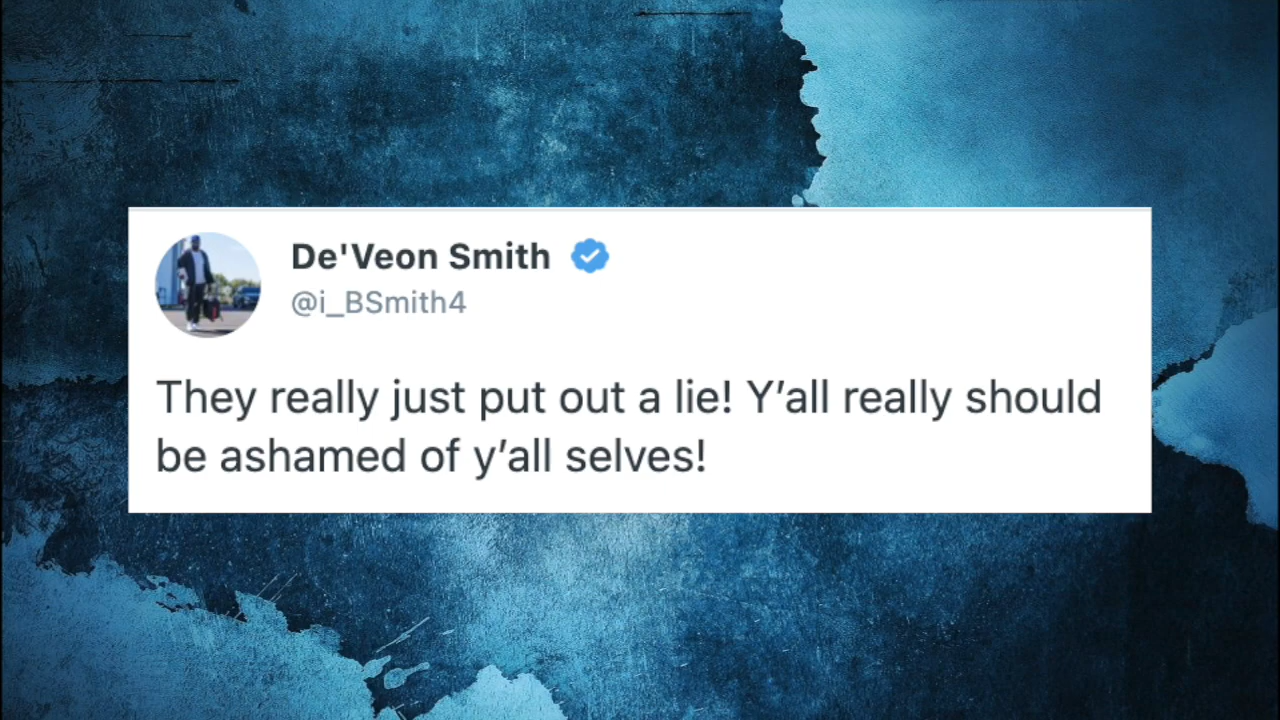 De'Veon Smith
@i_BSmith4
They really just put out a lie! Y’all really should
be ashamed of y’all selves!